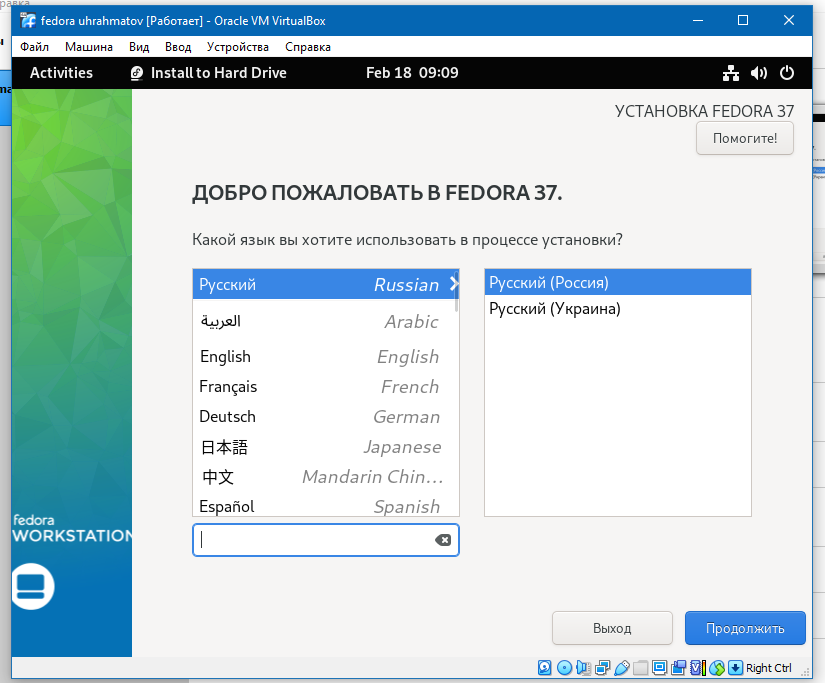 fedora uhrahmatov [Работает] - Oracle VM VirtualBox
Файл Машина Вид Ввод Устройства Справка
Activities Install to Hard Drive Feb 18 09:09
УСТАНОВКА FEDORA 37
Помогите!
ДОБРО ПОЖАЛОВАТЬ В FEDORA 37.
Какой язык вы хотите использовать в процессе установки?
Русский Russian
العربية Arabic
English English
Français French
Deutsch German
日本語 Japanese
中文 Mandarin Chin...
Español Spanish
Русский (Россия)
Русский (Украина)
fedora
WORKSTATION
Выход Продолжить
Right Ctrl